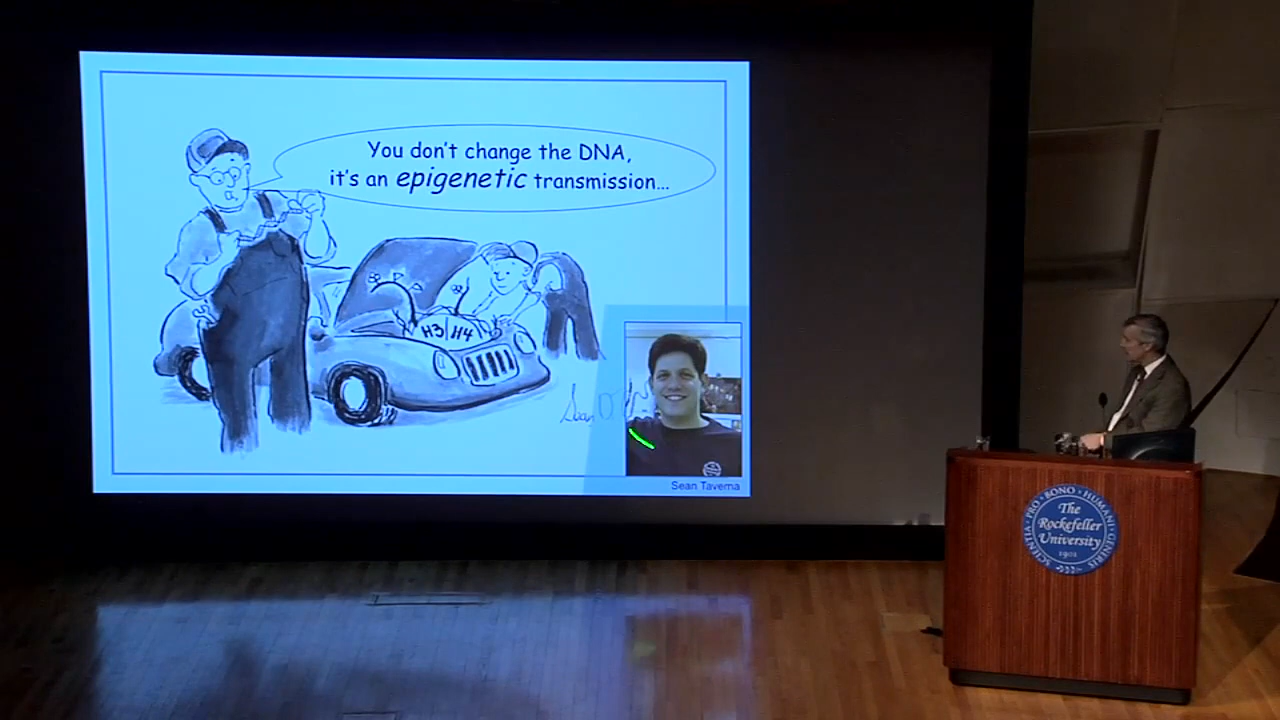 You don't change the DNA,
it's an epigenetic transmission...
H3 H4
Sean
Sean Taverna
PRO • BONO • HUMANI • GENERIS • SCIENTIA
The
Rockefeller
University
1901